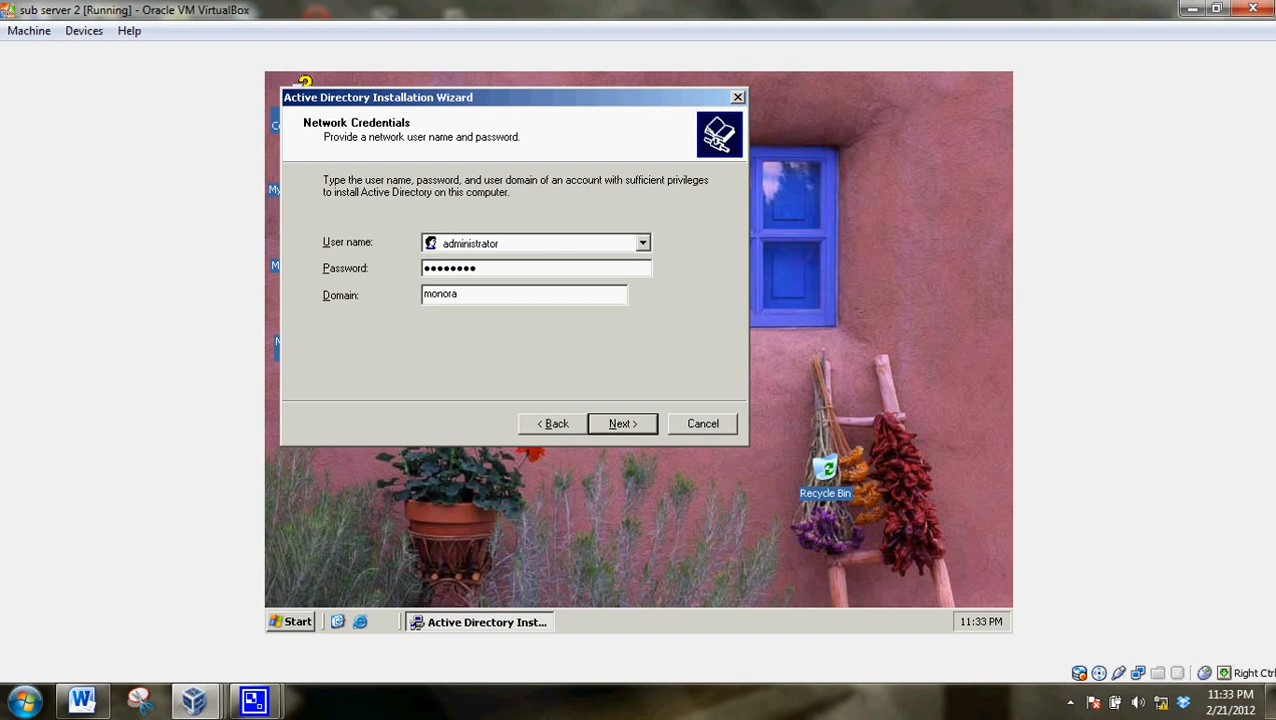 sub server 2 [Running] - Oracle VM VirtualBox
Machine Devices Help
Active Directory Installation Wizard
Network Credentials
Provide a network user name and password.
Type the user name, password, and user domain of an account with sufficient privileges
to install Active Directory on this computer.
User name: administrator
Password: ••••••••
Domain: monora
< Back Next > Cancel
Recycle Bin
Start Active Directory Inst... 11:33 PM
Right Ctrl
11:33 PM
2/21/2012